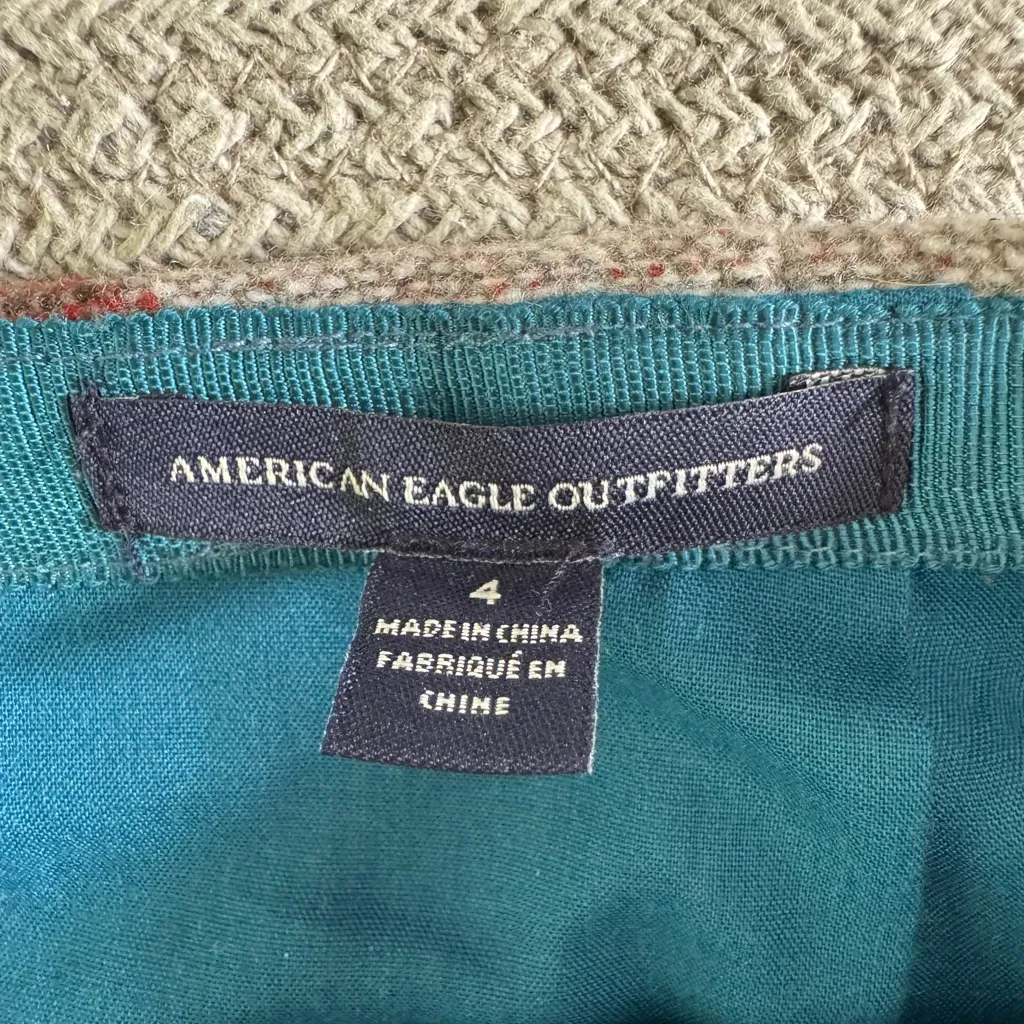 AMERICAN EAGLE OUTFITTERS
4
MADE IN CHINA
FABRIQUÉ EN
CHINE